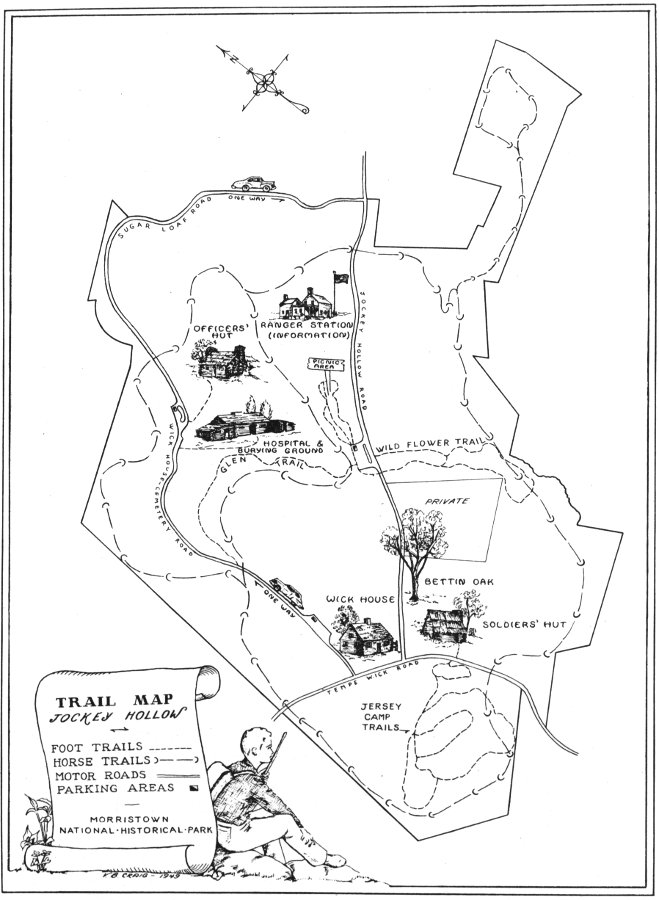 N
ONE WAY
SUGAR LOAF ROAD
OFFICERS'
HUT
RANGER STATION
(INFORMATION)
PICNIC
AREA
JOCKEY HOLLOW ROAD
HOSPITAL &
BURYING GROUND
GLEN TRAIL
WILD FLOWER TRAIL
WICK HOUSE-CEMETERY ROAD
PRIVATE
BETTIN OAK
ONE WAY
WICK HOUSE
SOLDIERS' HUT
TEMPE WICK ROAD
JERSEY
CAMP
TRAILS
TRAIL MAP
JOCKEY HOLLOW
FOOT TRAILS
HORSE TRAILS
MOTOR ROADS
PARKING AREAS
MORRISTOWN
NATIONAL·HISTORICAL·PARK
V B CRAIG - 1949